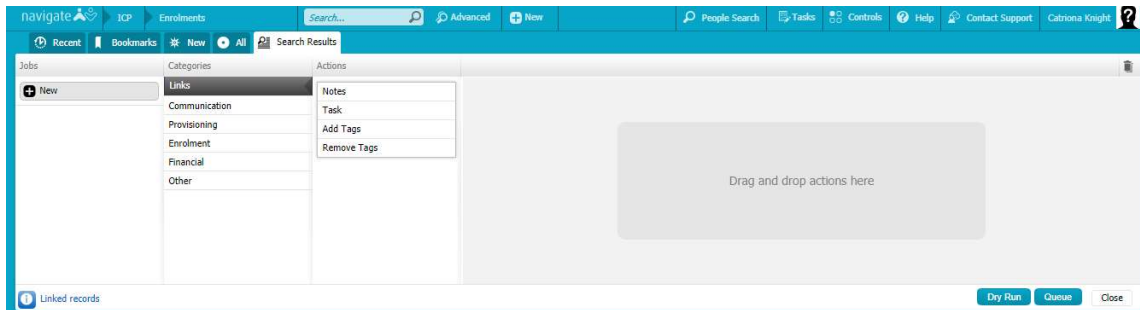 navigate ICP Enrolments Search... Advanced New People Search Tasks Controls Help Contact Support Catriona Knight
Recent Bookmarks New All Search Results
Jobs Categories Actions
New Links Notes
Communication Task
Provisioning Add Tags
Enrolment Remove Tags
Financial
Other
Drag and drop actions here
Linked records Dry Run Queue Close